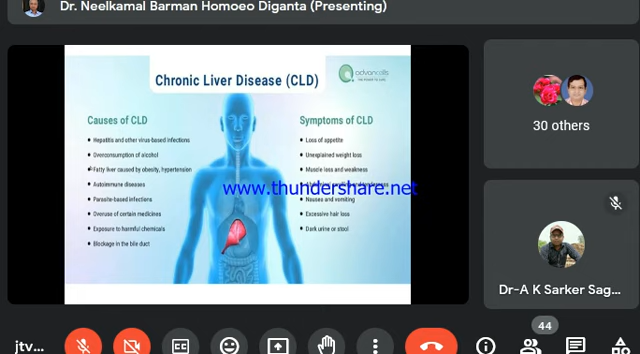 Dr. Neelkamal Barman Homoeo Diganta (Presenting)
Chronic Liver Disease (CLD)
advancells
Causes of CLD
Hepatitis and other virus-based infections
Overconsumption of alcohol
Fatty liver caused by obesity, hypertension
Autoimmune diseases
Parasite-based infections
Overuse of certain medicines
Exposure to harmful chemicals
Blockage in the bile duct
Symptoms of CLD
Loss of appetite
Unexplained weight loss
Muscle loss and weakness
www.thundershare.net
Nausea and vomiting
Excessive hair loss
Dark urine or stool
30 others
Dr-A K Sarker Sag...
44
jtv...
CC